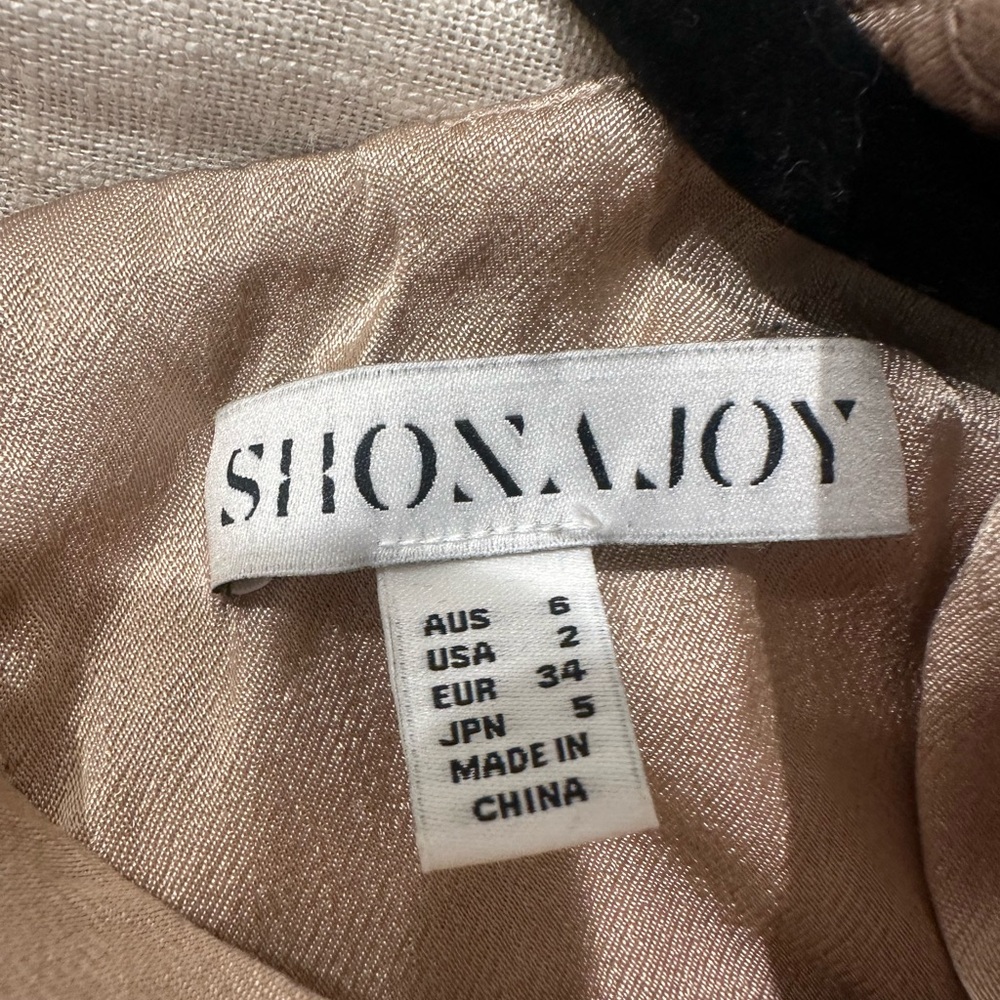 SHONA JOY
AUS 6
USA 2
EUR 34
JPN 5
MADE IN
CHINA